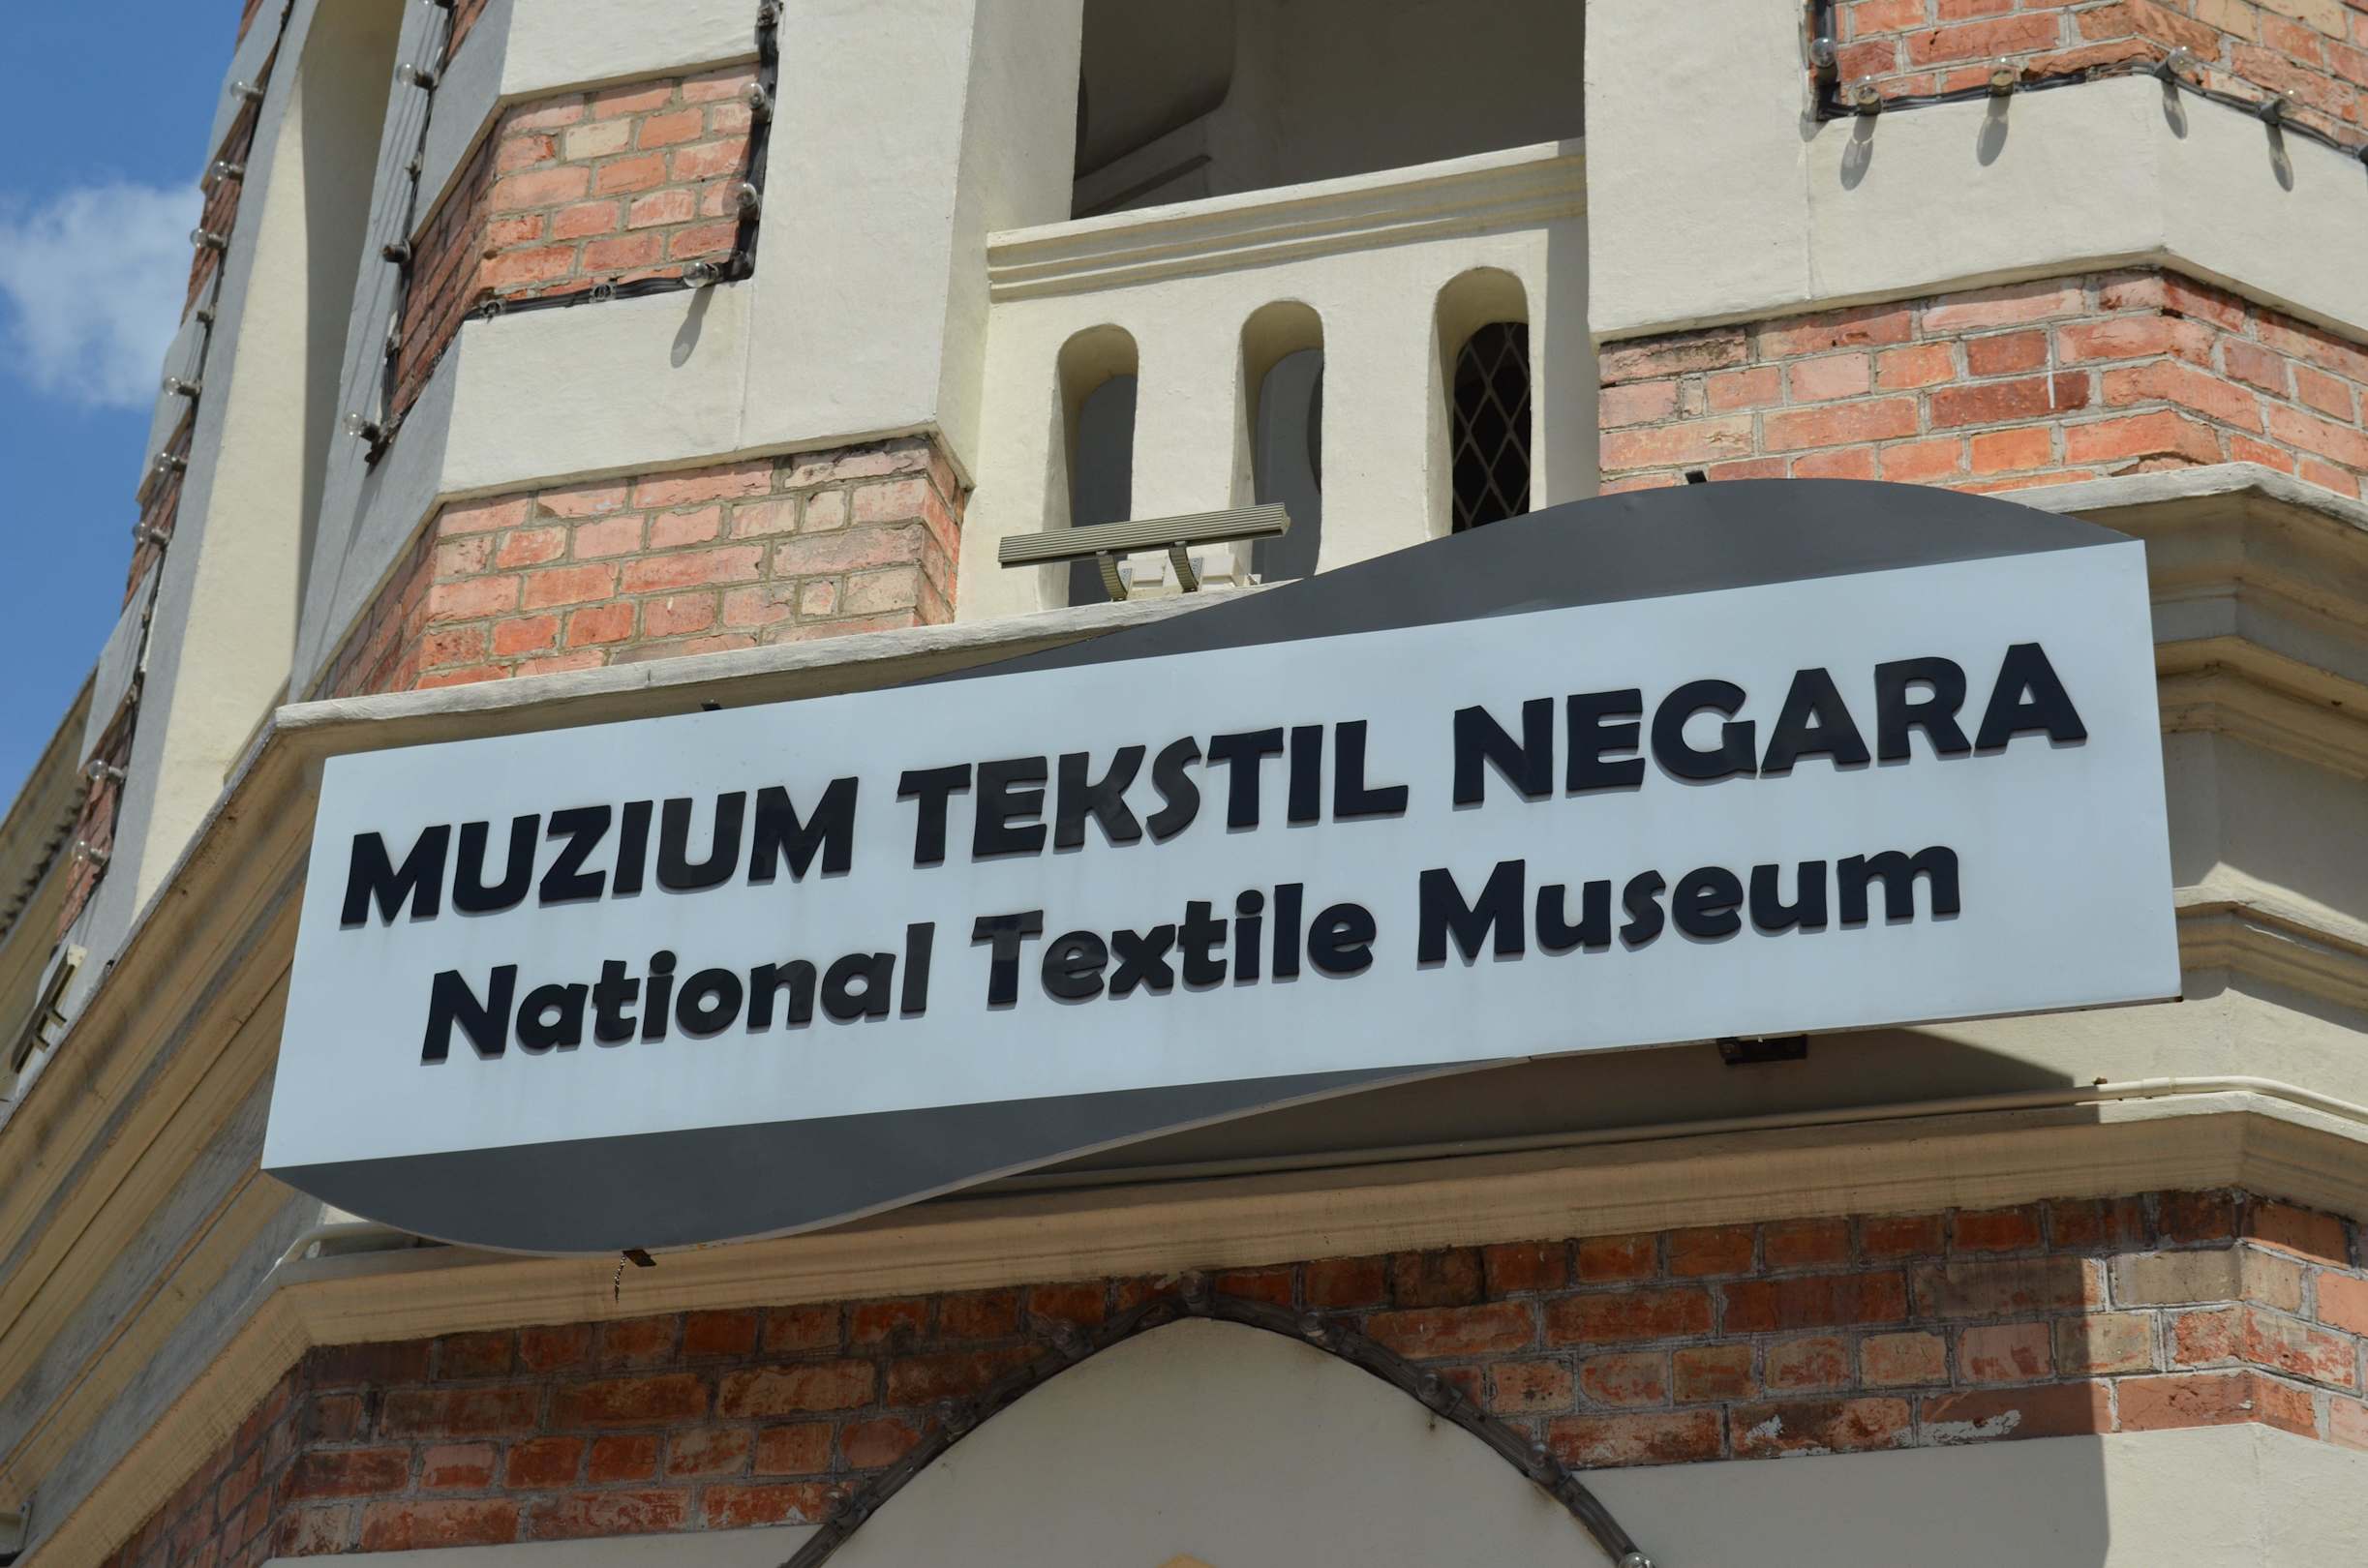 MUZIUM TEKSTIL NEGARA
National Textile Museum